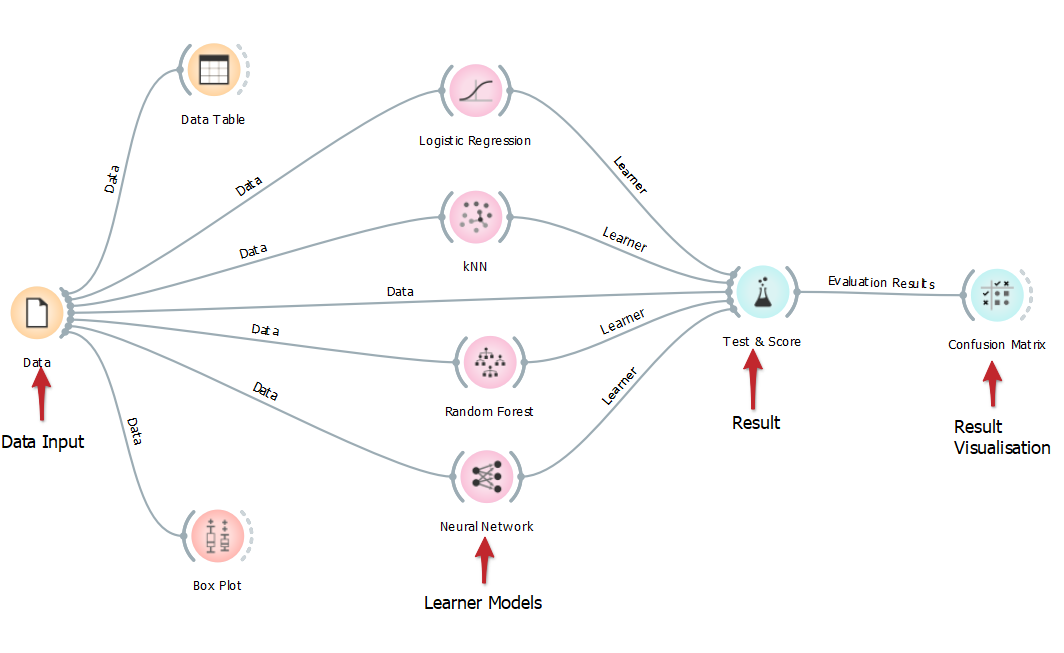 Data Table
Logistic Regression
Data
Data
Learner
kNN
Data
Learner
Data
Evaluation Results
Data
Test & Score
Confusion Matrix
Data
Learner
Data
Random Forest
Learner
Data Input
Data
Result
Result
Visualisation
Neural Network
Box Plot
Learner Models